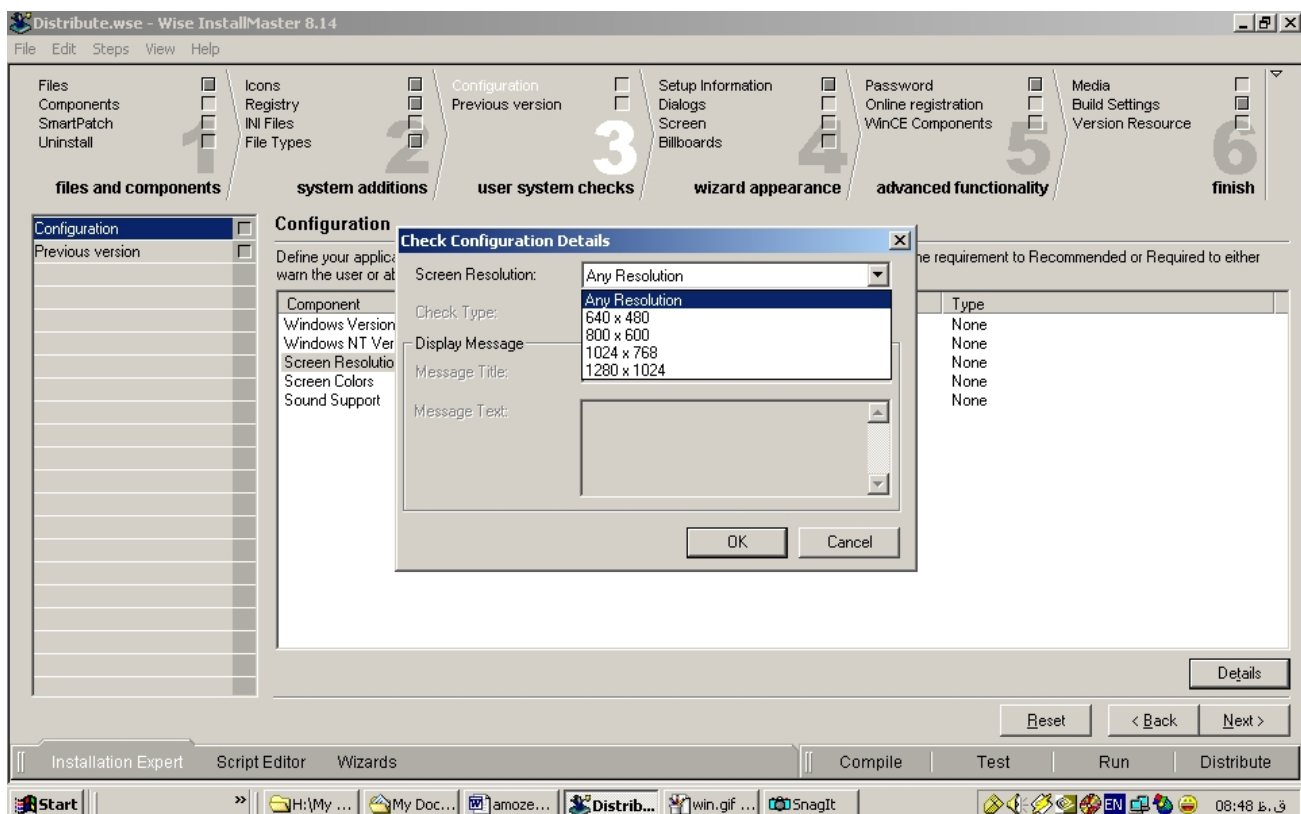 Distribute.wse - Wise InstallMaster 8.14
File Edit Steps View Help
Files
Components
SmartPatch
Uninstall
1
files and components
Icons
Registry
INI Files
File Types
2
system additions
Configuration
Previous version
3
user system checks
Setup Information
Dialogs
Screen
Billboards
4
wizard appearance
Password
Online registration
WinCE Components
5
advanced functionality
Media
Build Settings
Version Resource
6
finish
Configuration
Previous version
Configuration
Define your applica
he requirement to Recommended or Required to either
warn the user or ab
Component
Type
Windows Version
None
Windows NT Ver
None
Screen Resolutio
None
Screen Colors
None
Sound Support
None
Check Configuration Details
Screen Resolution: Any Resolution
Any Resolution
640 x 480
800 x 600
1024 x 768
1280 x 1024
Check Type:
Display Message
Message Title:
Message Text:
OK Cancel
Details
Reset < Back Next >
Installation Expert Script Editor Wizards Compile Test Run Distribute
Start » H:\My ... My Doc... amoze... Distrib... win.gif ... SnagIt EN 08:48 ق.ظ